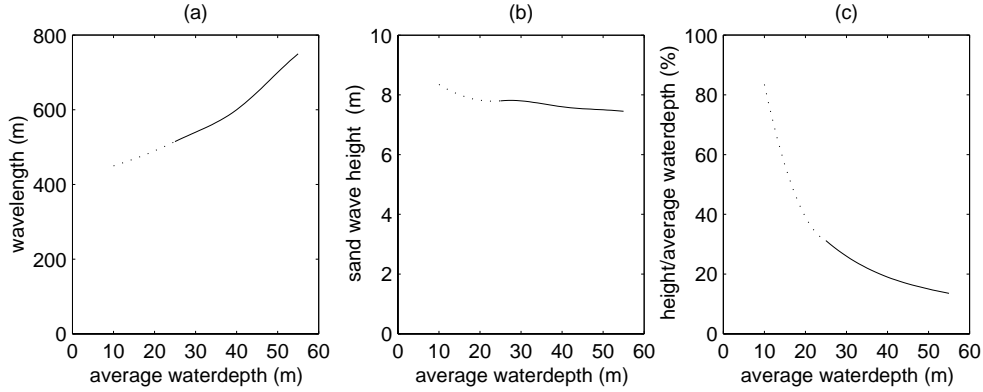 (a)
800
600
400
200
0
wavelength (m)
0 10 20 30 40 50 60
average waterdepth (m)
(b)
10
8
6
4
2
0
sand wave height (m)
0 10 20 30 40 50 60
average waterdepth (m)
(c)
100
80
60
40
20
0
height/average waterdepth (%)
0 10 20 30 40 50 60
average waterdepth (m)